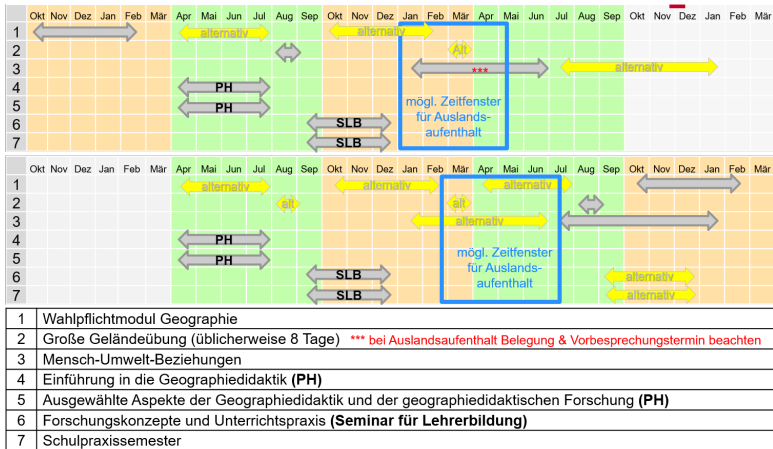 Okt Nov Dez Jan Feb Mär Apr Mai Jun Jul Aug Sep Okt Nov Dez Jan Feb Mär Apr Mai Jun Jul Aug Sep Okt Nov Dez Jan Feb Mär
1 alternativ alternativ
2 Alt
3 *** alternativ
4 PH
5 PH
6 SLB
7 SLB
mögl. Zeitfenster
für Auslands-
aufenthalt
Okt Nov Dez Jan Feb Mär Apr Mai Jun Jul Aug Sep Okt Nov Dez Jan Feb Mär Apr Mai Jun Jul Aug Sep Okt Nov Dez Jan Feb Mär
1 alternativ alternativ alternativ
2 alt alt
3 alternativ
4 PH
5 PH
6 SLB alternativ
7 SLB alternativ
mögl. Zeitfenster
für Auslands-
aufenthalt
1 Wahlpflichtmodul Geographie
2 Große Geländeübung (üblicherweise 8 Tage) *** bei Auslandsaufenthalt Belegung & Vorbesprechungstermin beachten
3 Mensch-Umwelt-Beziehungen
4 Einführung in die Geographiedidaktik (PH)
5 Ausgewählte Aspekte der Geographiedidaktik und der geographiedidaktischen Forschung (PH)
6 Forschungskonzepte und Unterrichtspraxis (Seminar für Lehrerbildung)
7 Schulpraxissemester